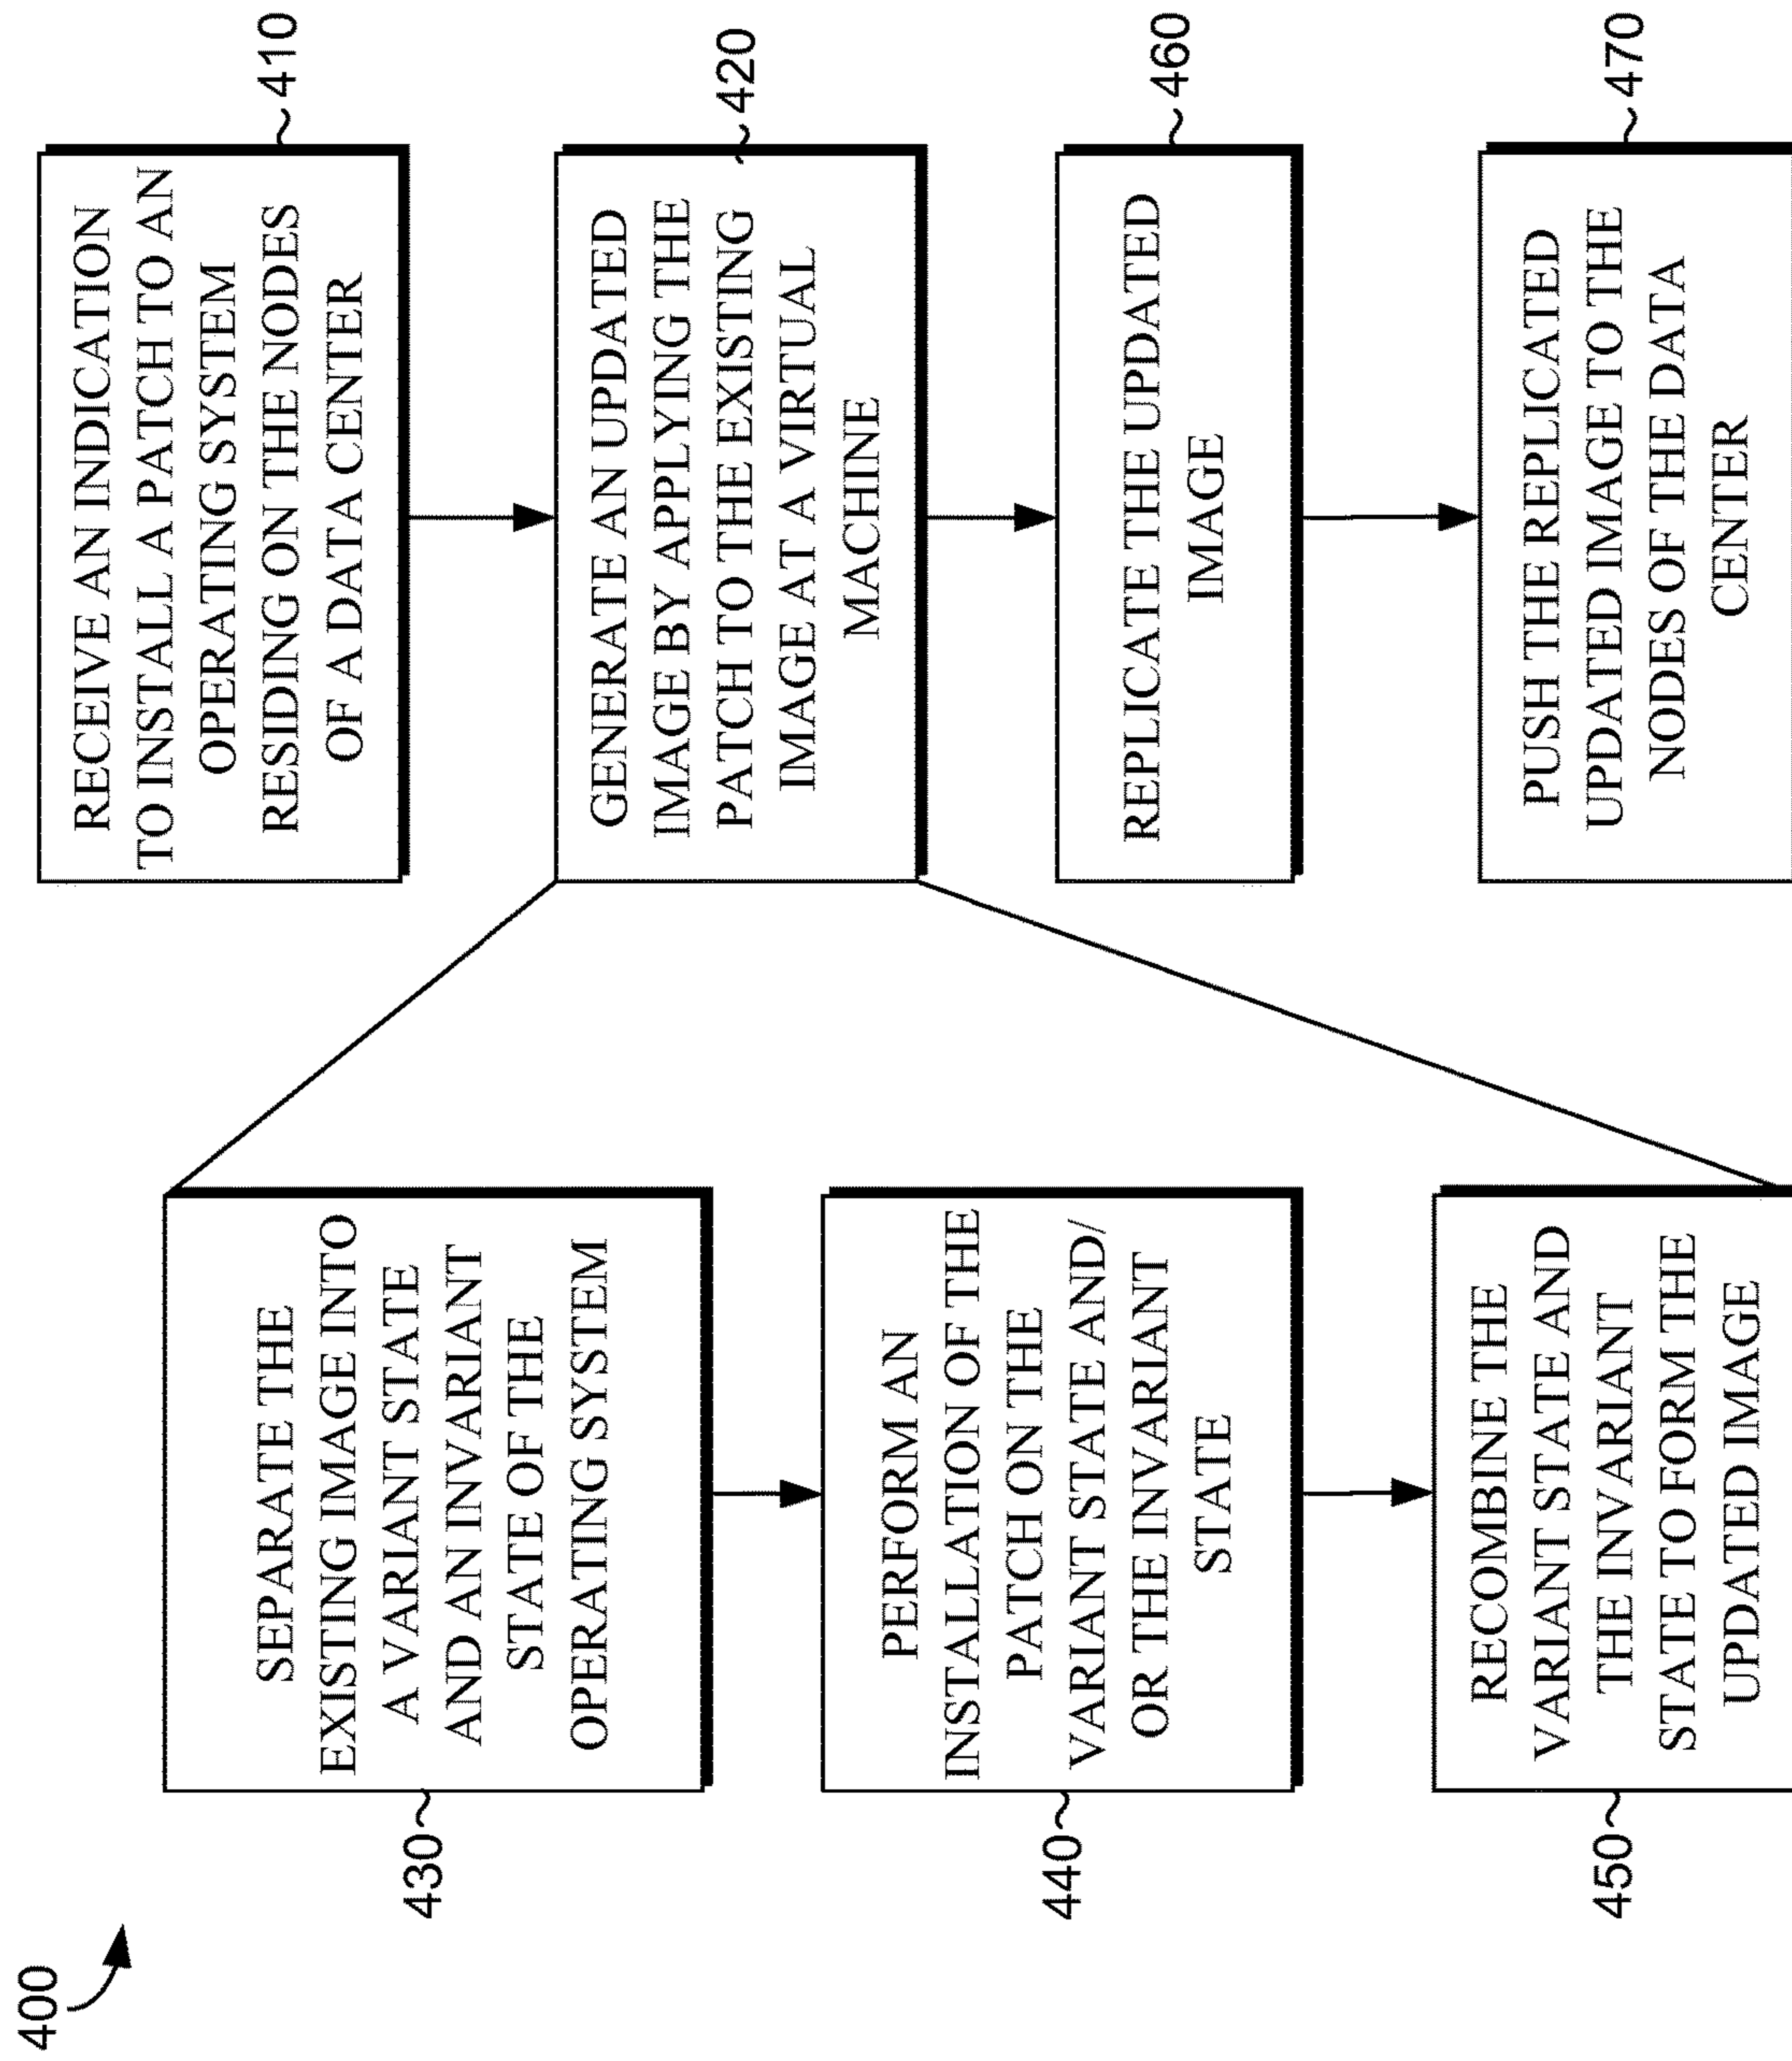 400
RECEIVE AN INDICATION
TO INSTALL A PATCH TO AN
OPERATING SYSTEM
RESIDING ON THE NODES
OF A DATA CENTER
410
GENERATE AN UPDATED
IMAGE BY APPLYING THE
PATCH TO THE EXISTING
IMAGE AT A VIRTUAL
MACHINE
420
SEPARATE THE
EXISTING IMAGE INTO
A VARIANT STATE
AND AN INVARIANT
STATE OF THE
OPERATING SYSTEM
430
PERFORM AN
INSTALLATION OF THE
PATCH ON THE
VARIANT STATE AND/
OR THE INVARIANT
STATE
440
RECOMBINE THE
VARIANT STATE AND
THE INVARIANT
STATE TO FORM THE
UPDATED IMAGE
450
REPLICATE THE UPDATED
IMAGE
460
PUSH THE REPLICATED
UPDATED IMAGE TO THE
NODES OF THE DATA
CENTER
470